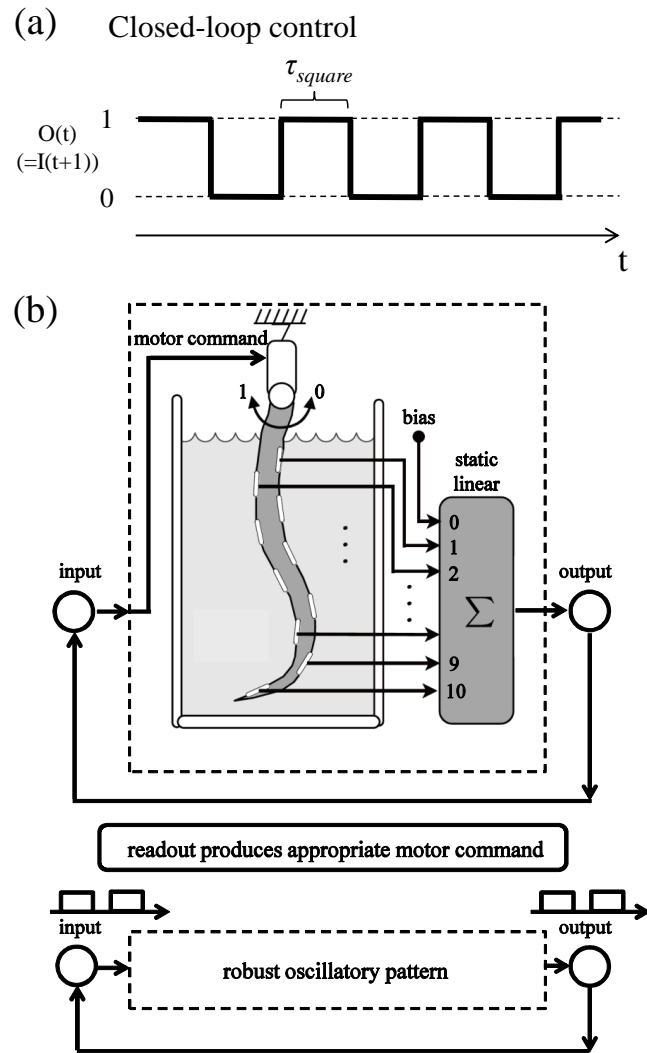 (a) Closed-loop control
τsquare
1
O(t)
(=I(t+1))
0
t
(b)
motor command
1 0
bias
static
linear
0
1
2
input
output
Σ
9
10
readout produces appropriate motor command
input
output
robust oscillatory pattern